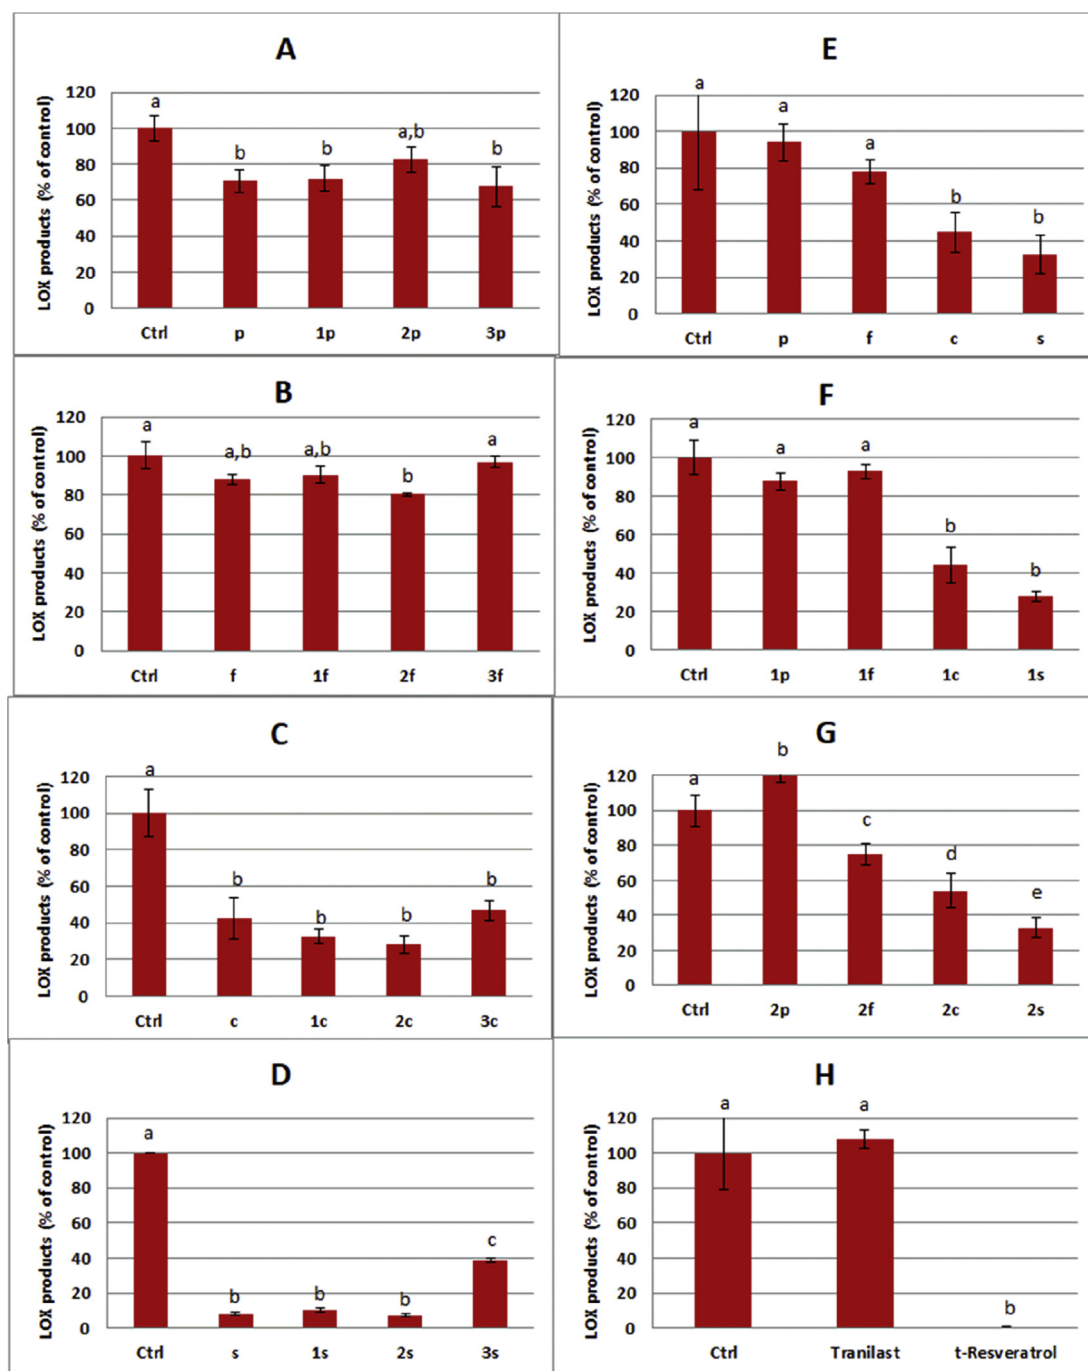 A
LOX products (% of control)
120
100
80
60
40
20
0
a
b
b
a,b
b
Ctrl p 1p 2p 3p
B
LOX products (% of control)
120
100
80
60
40
20
0
a
a,b
a,b
b
a
Ctrl f 1f 2f 3f
C
LOX products (% of control)
120
100
80
60
40
20
0
a
b
b
b
b
Ctrl c 1c 2c 3c
D
LOX products (% of control)
120
100
80
60
40
20
0
a
b
b
b
c
Ctrl s 1s 2s 3s
E
LOX products (% of control)
120
100
80
60
40
20
0
a
a
a
b
b
Ctrl p f c s
F
LOX products (% of control)
120
100
80
60
40
20
0
a
a
a
b
b
Ctrl 1p 1f 1c 1s
G
LOX products (% of control)
120
100
80
60
40
20
0
a
b
c
d
e
Ctrl 2p 2f 2c 2s
H
LOX products (% of control)
120
100
80
60
40
20
0
a
a
b
Ctrl Tranilast t-Resveratrol